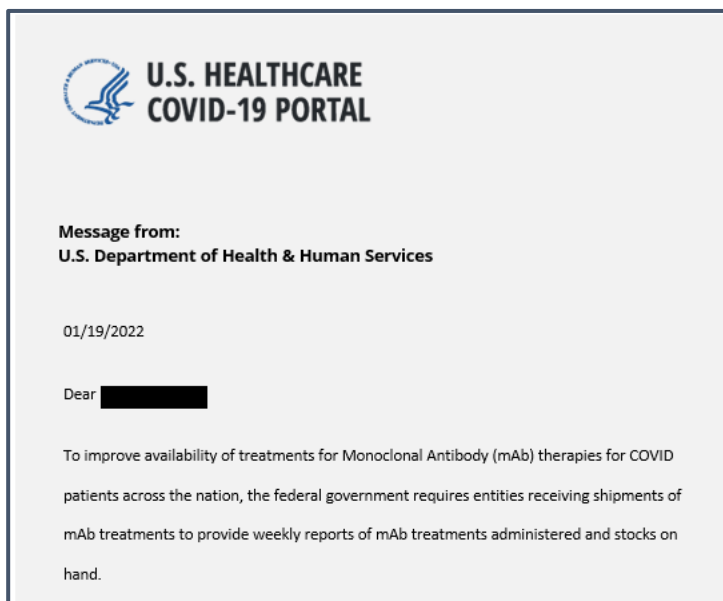 U.S. HEALTHCARE
COVID-19 PORTAL
Message from:
U.S. Department of Health & Human Services
01/19/2022
Dear
To improve availability of treatments for Monoclonal Antibody (mAb) therapies for COVID
patients across the nation, the federal government requires entities receiving shipments of
mAb treatments to provide weekly reports of mAb treatments administered and stocks on
hand.